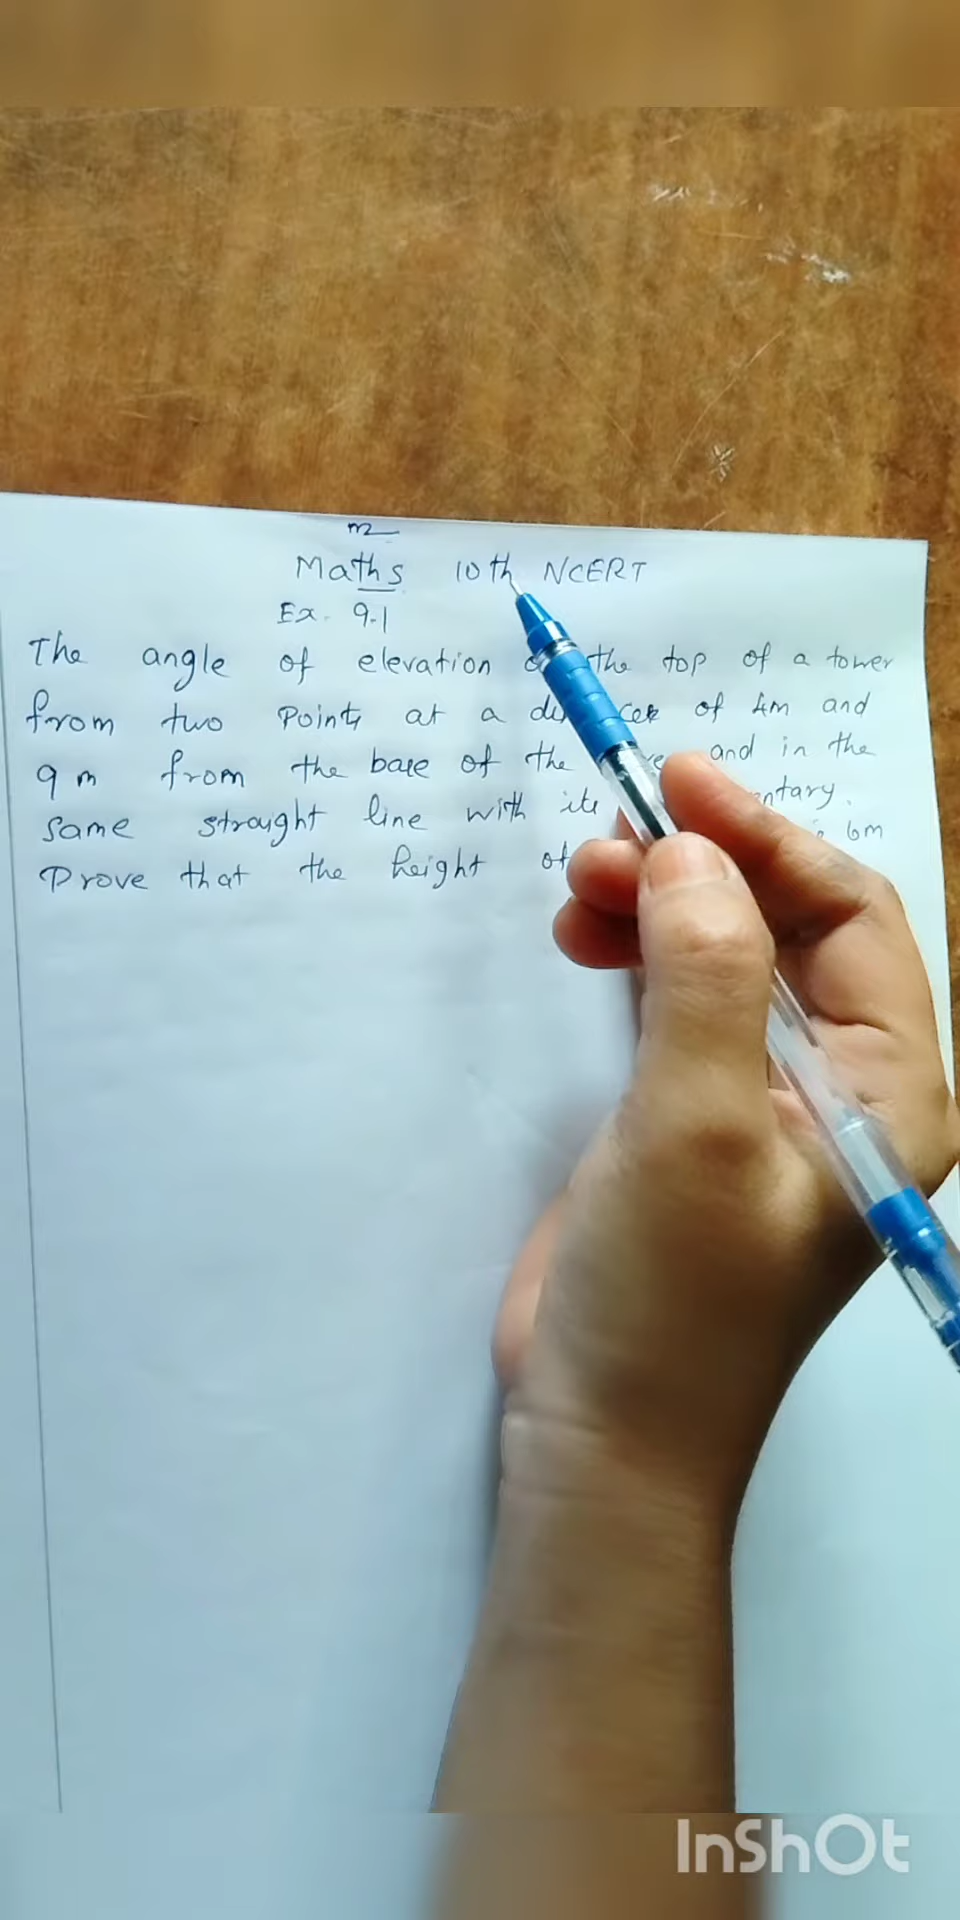 Maths 10th NCERT
Ex. 9.1
The angle of elevation the top of a tower
from two Points at a of 4m and
9 m from the base of the and in the
same straight line with its
Prove that the height of 6m
InShOt